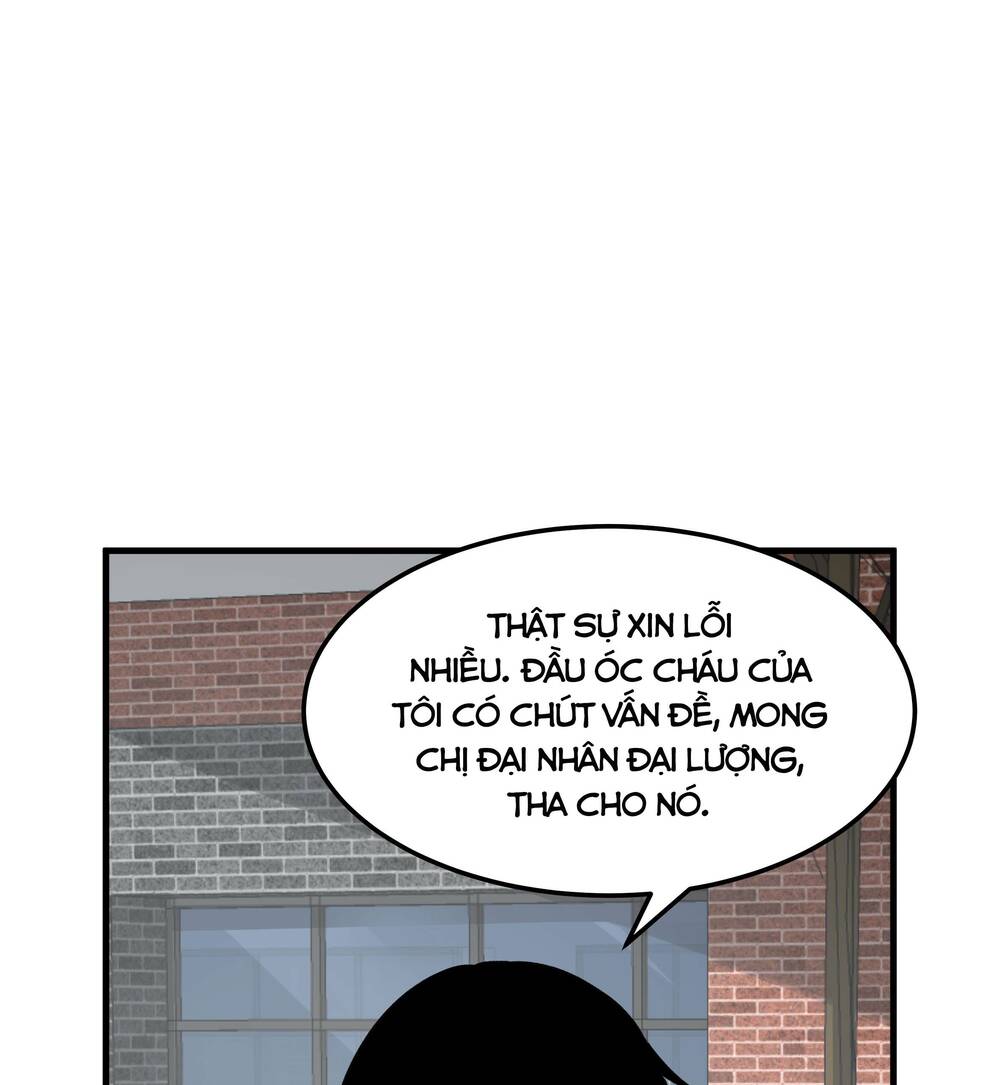 THẬT SỰ XIN LỖI
NHIỀU. ĐẦU ÓC CHÁU CỦA
TÔI CÓ CHÚT VẤN ĐỀ, MONG
CHỊ ĐẠI NHÂN ĐẠI LƯỢNG,
THA CHO NÓ.